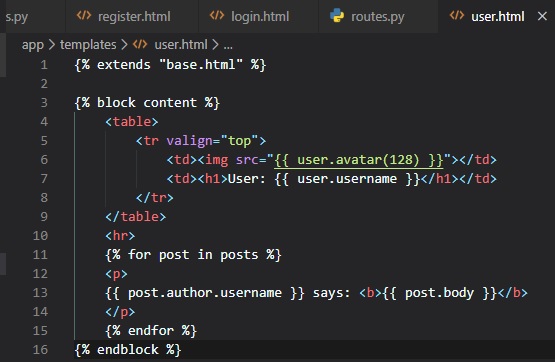 s.py register.html login.html routes.py user.html
app > templates > user.html > ...
1 {% extends "base.html" %}
2
3 {% block content %}
4 <table>
5 <tr valign="top">
6 <td><img src="{{ user.avatar(128) }}"></td>
7 <td><h1>User: {{ user.username }}</h1></td>
8 </tr>
9 </table>
10 <hr>
11 {% for post in posts %}
12 <p>
13 {{ post.author.username }} says: <b>{{ post.body }}</b>
14 </p>
15 {% endfor %}
16 {% endblock %}